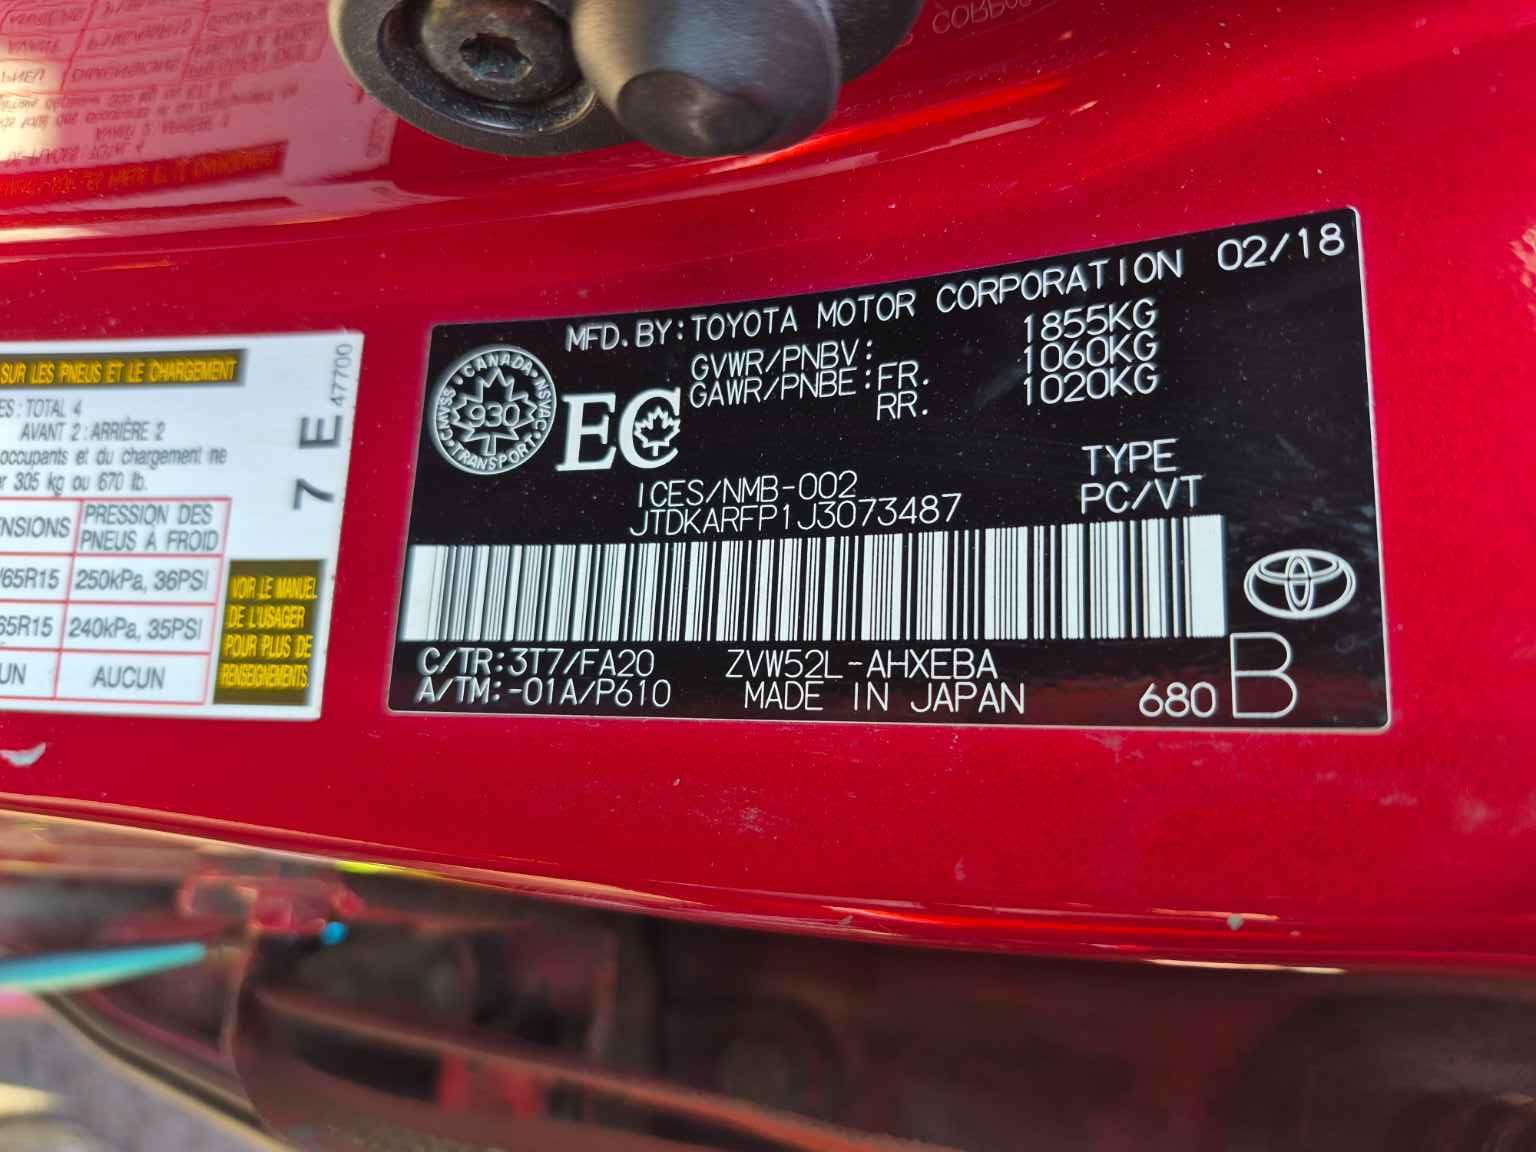 SUR LES PNEUS ET LE CHARGEMENT
: TOTAL 4
AVANT 2 : ARRIÈRE 2
occupants et du chargement ne
305 kg ou 670 lb.
PRESSION DES
PNEUS À FROID
/65R15 250kPa, 36PSI
65R15 240kPa, 35PSI
AUCUN
7 E 47700
VOIR LE MANUEL
DE L'USAGER
POUR PLUS DE
RENSEIGNEMENTS.
MFD. BY: TOYOTA MOTOR CORPORATION 02/18
GVWR/PNBV: 1855KG
GAWR/PNBE: FR. 1060KG
RR. 1020KG
CANADA
CMVSS NSVAC
930
TRANSPORT
EC
ICES/NMB-002
JTDKARFP1J3073487
TYPE
PC/VT
C/TR:3T7/FA20 ZVW52L-AHXEBA
A/TM:-01A/P610 MADE IN JAPAN
680 B